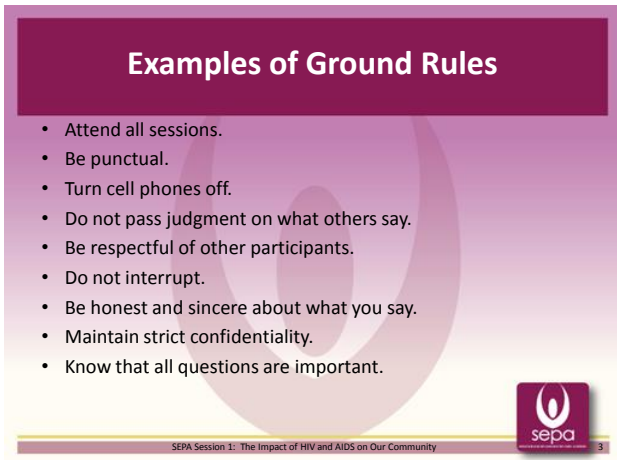 Examples of Ground Rules
• Attend all sessions.
• Be punctual.
• Turn cell phones off.
• Do not pass judgment on what others say.
• Be respectful of other participants.
• Do not interrupt.
• Be honest and sincere about what you say.
• Maintain strict confidentiality.
• Know that all questions are important.
sepa
SEPA Session 1: The Impact of HIV and AIDS on Our Community
3